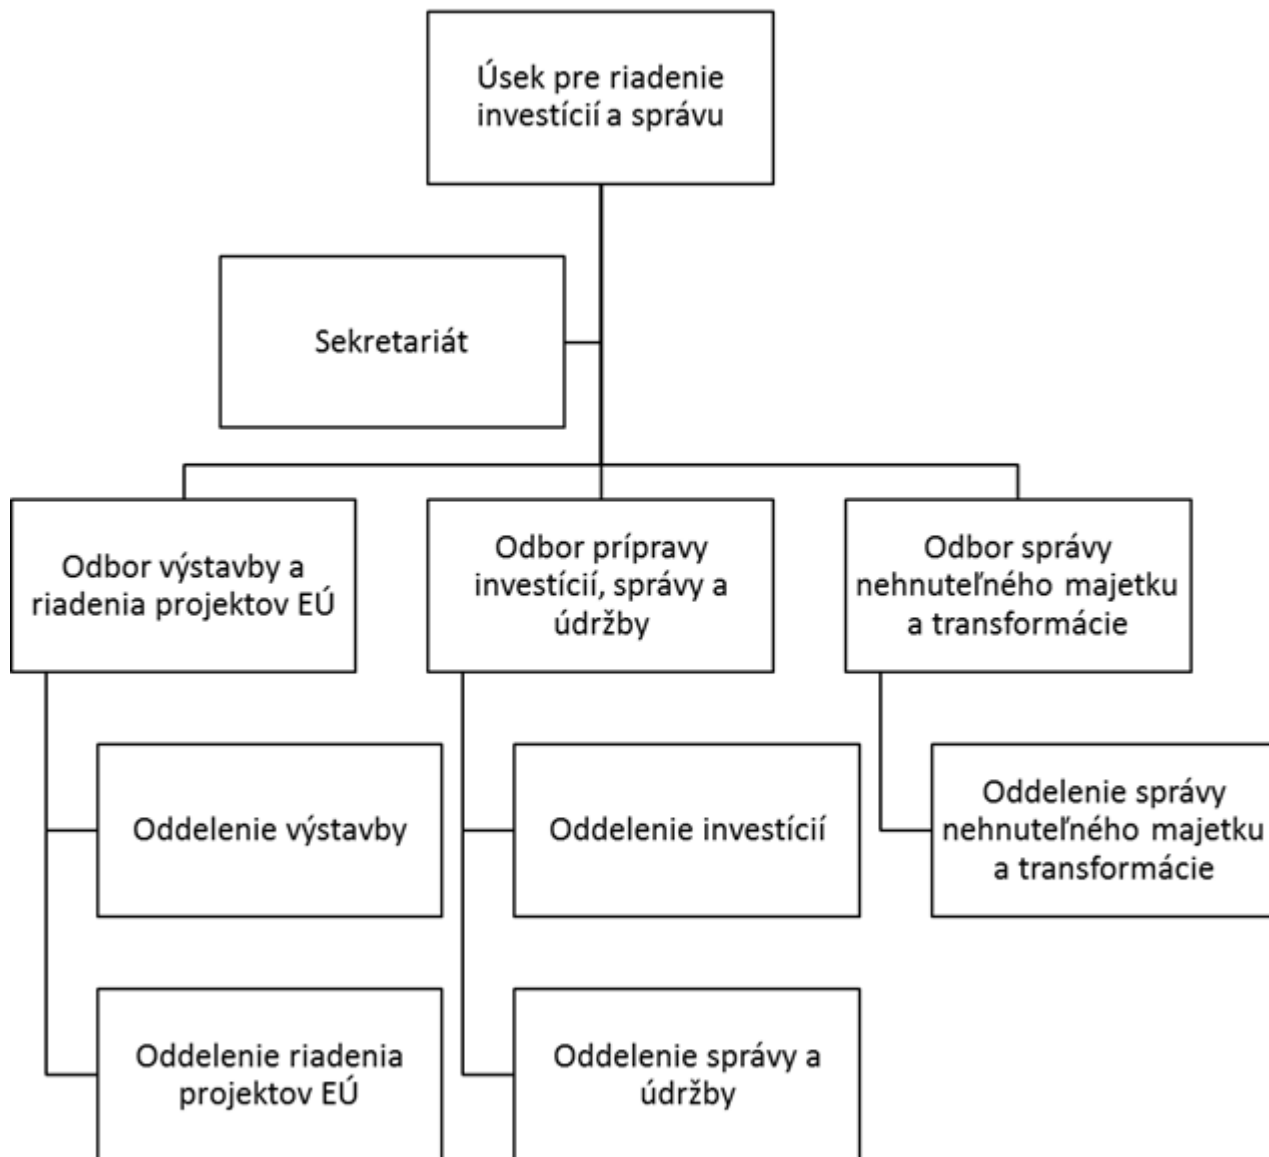 Úsek pre riadenie
investícií a správu
Sekretariát
Odbor výstavby a
riadenia projektov EÚ
Odbor prípravy
investícií, správy a
údržby
Odbor správy
nehnuteľného majetku
a transformácie
Oddelenie výstavby
Oddelenie investícií
Oddelenie správy
nehnuteľného majetku
a transformácie
Oddelenie riadenia
projektov EÚ
Oddelenie správy a
údržby